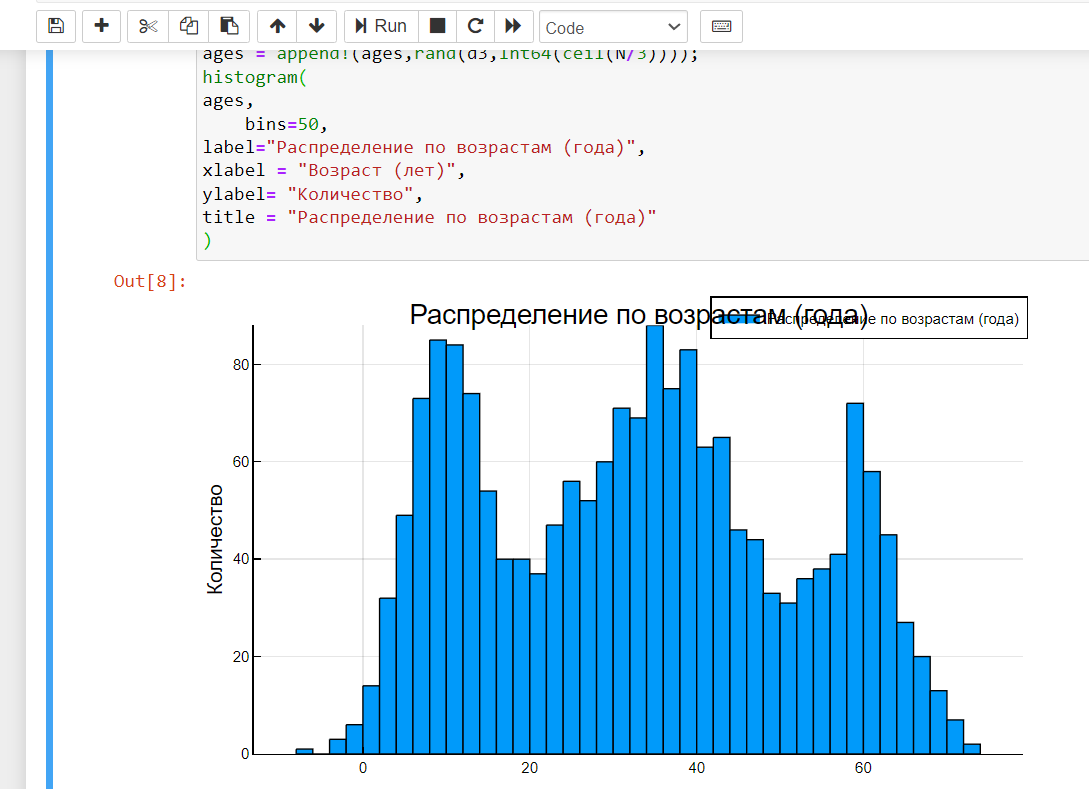 Run
Code
ages = append!(ages,rand(d3,Int64(ceil(N/3))));
histogram(
ages,
    bins=50,
label="Распределение по возрастам (года)",
xlabel = "Возраст (лет)",
ylabel= "Количество",
title = "Распределение по возрастам (года)"
)
Out[8]:
Распределение по возрастам (года)
Распределение по возрастам (года)
Количество
80
60
40
20
0
0 20 40 60